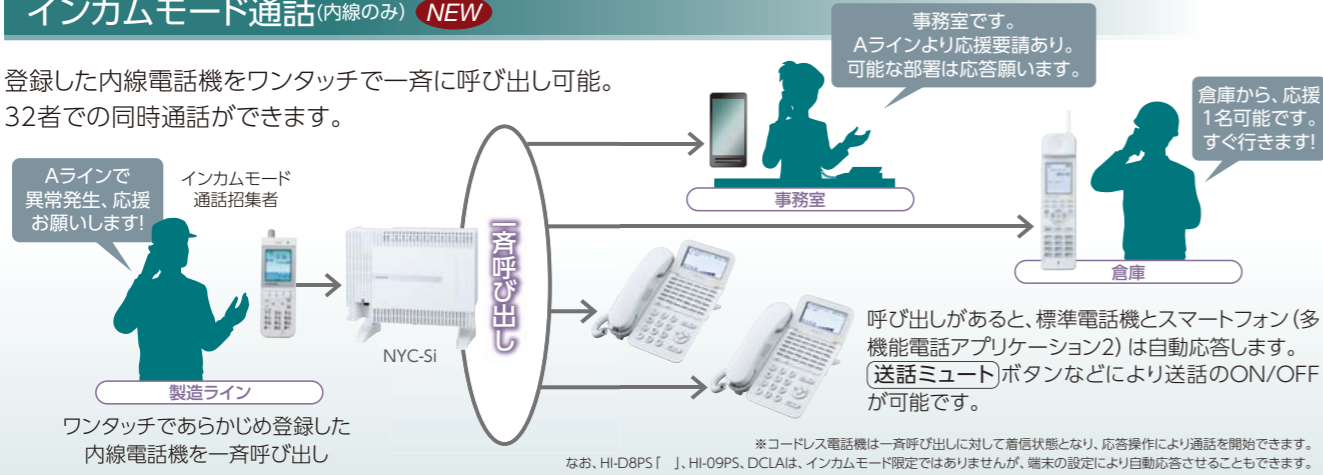 インカムモード通話(内線のみ) NEW
登録した内線電話機をワンタッチで一斉に呼び出し可能。
32者での同時通話ができます。
Aラインで
異常発生、応援
お願いします!
インカムモード
通話招集者
製造ライン
ワンタッチであらかじめ登録した
内線電話機を一斉呼び出し
NYC-Si
一斉呼び出し
事務室です。
Aラインより応援要請あり。
可能な部署は応答願います。
事務室
倉庫から、応援
1名可能です。
すぐ行きます!
倉庫
呼び出しがあると、標準電話機とスマートフォン(多
機能電話アプリケーション2)は自動応答します。
送話ミュートボタンなどにより送話のON/OFF
が可能です。
※コードレス電話機は一斉呼び出しに対して着信状態となり、応答操作により通話を開始できます。
なお、HI-D8PS「 」、HI-09PS、DCLAは、インカムモード限定ではありませんが、端末の設定により自動応答させることもできます。